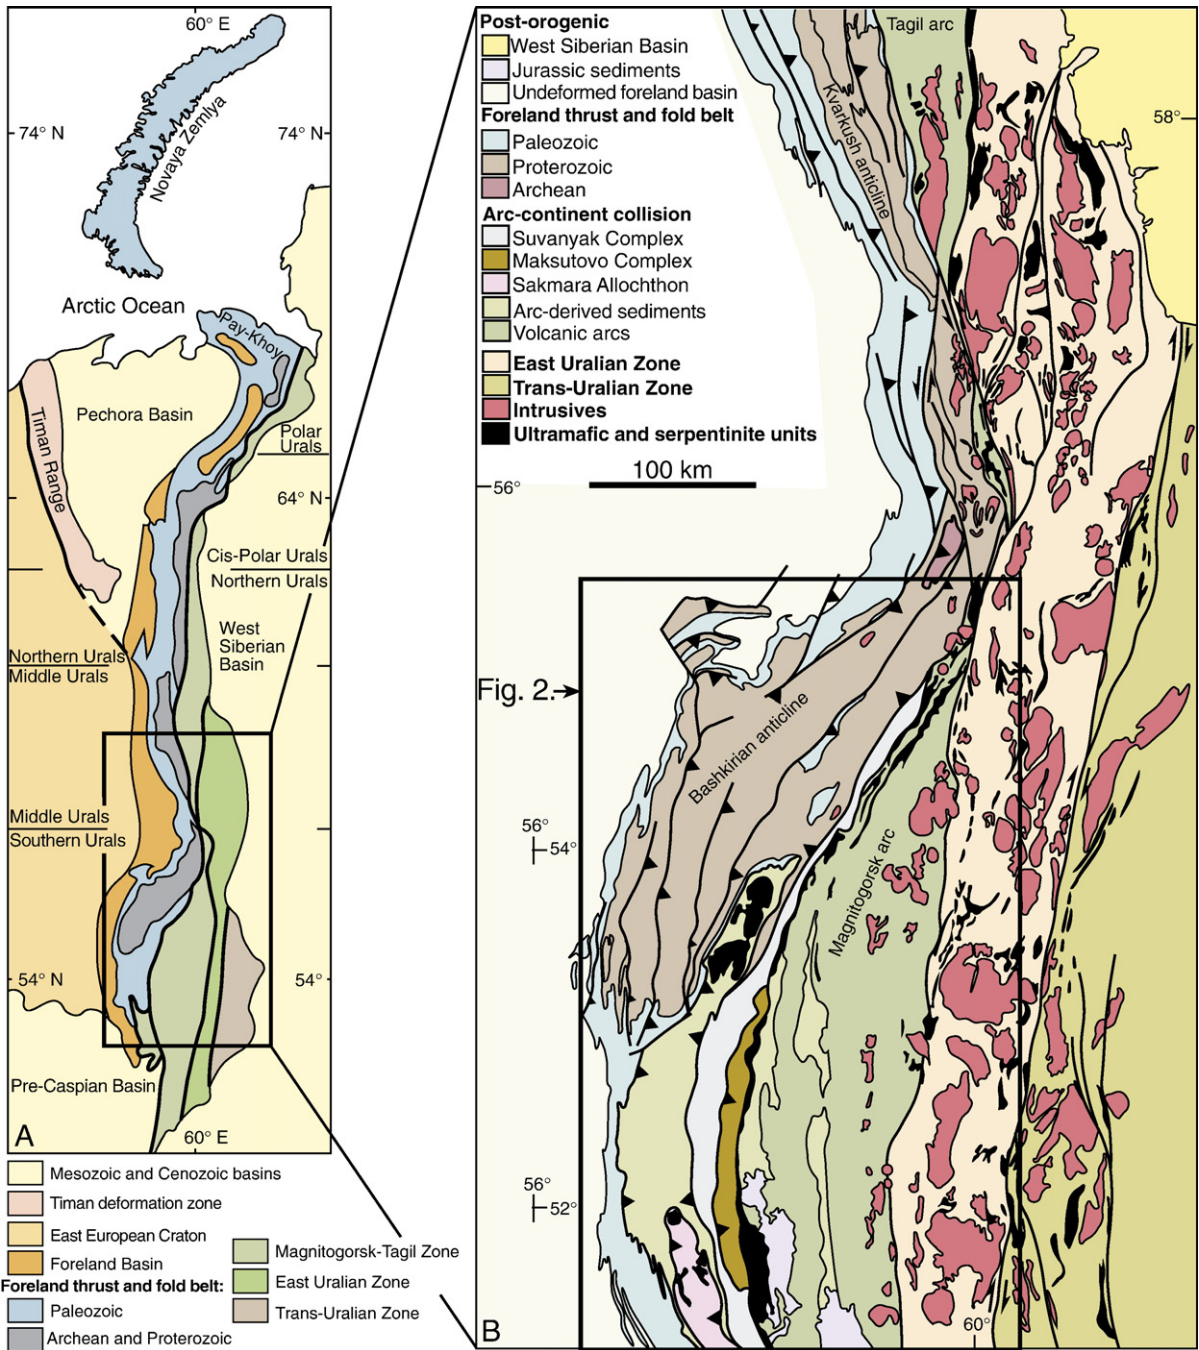 60° E
74° N
74° N
Novaya Zemlya
Arctic Ocean
Pay-Khoy
Pechora Basin
Timan Range
Polar
Urals
64° N
Cis-Polar Urals
Northern Urals
West
Siberian
Basin
Northern Urals
Middle Urals
Middle Urals
Southern Urals
54° N
54°
Pre-Caspian Basin
A
60° E
Mesozoic and Cenozoic basins
Timan deformation zone
East European Craton
Foreland Basin
Foreland thrust and fold belt:
Paleozoic
Archean and Proterozoic
Magnitogorsk-Tagil Zone
East Uralian Zone
Trans-Uralian Zone
Post-orogenic
West Siberian Basin
Jurassic sediments
Undeformed foreland basin
Foreland thrust and fold belt
Paleozoic
Proterozoic
Archean
Arc-continent collision
Suvanyak Complex
Maksutovo Complex
Sakmara Allochthon
Arc-derived sediments
Volcanic arcs
East Uralian Zone
Trans-Uralian Zone
Intrusives
Ultramafic and serpentinite units
100 km
Tagil arc
Kvarkush anticline
58°
56°
Fig. 2.
Bashkirian anticline
Magnitogorsk arc
56°
54°
56°
52°
60°
B